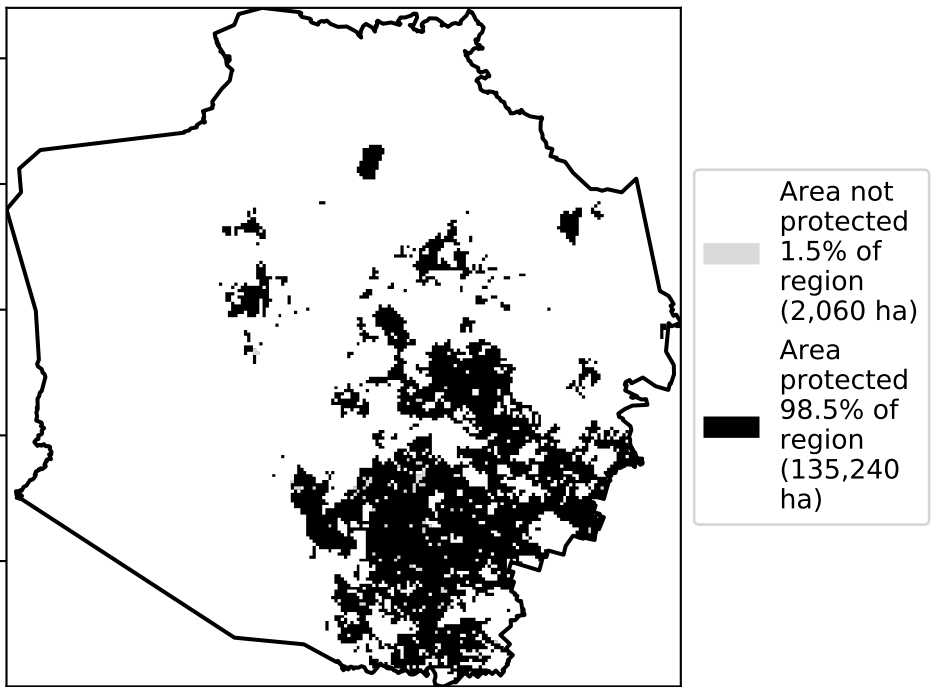 Area not
protected
1.5% of
region
(2,060 ha)
Area
protected
98.5% of
region
(135,240
ha)